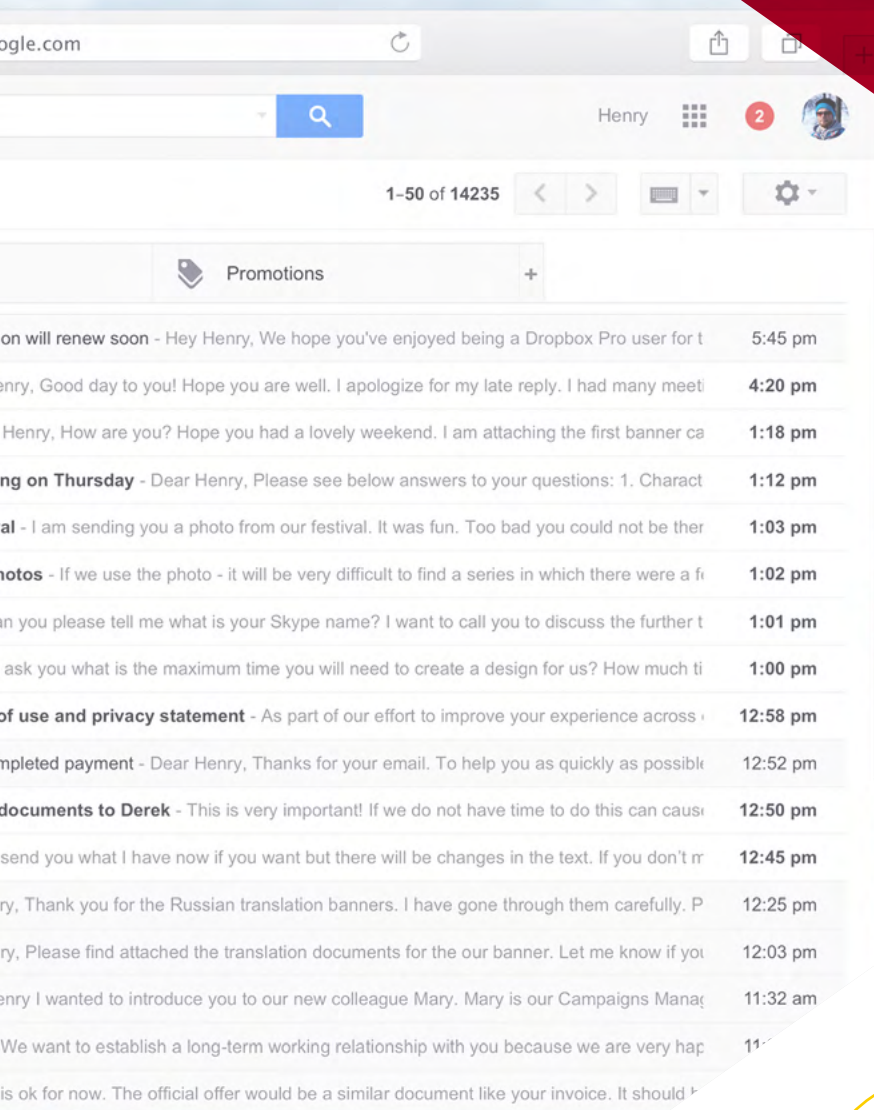 ogle.com
Henry
2
1–50 of 14235
Promotions
+
on will renew soon - Hey Henry, We hope you've enjoyed being a Dropbox Pro user for t 5:45 pm
enry, Good day to you! Hope you are well. I apologize for my late reply. I had many meeti 4:20 pm
Henry, How are you? Hope you had a lovely weekend. I am attaching the first banner ca 1:18 pm
ng on Thursday - Dear Henry, Please see below answers to your questions: 1. Charact 1:12 pm
al - I am sending you a photo from our festival. It was fun. Too bad you could not be ther 1:03 pm
hotos - If we use the photo - it will be very difficult to find a series in which there were a fe 1:02 pm
an you please tell me what is your Skype name? I want to call you to discuss the further t 1:01 pm
ask you what is the maximum time you will need to create a design for us? How much ti 1:00 pm
of use and privacy statement - As part of our effort to improve your experience across 12:58 pm
mpleted payment - Dear Henry, Thanks for your email. To help you as quickly as possible 12:52 pm
documents to Derek - This is very important! If we do not have time to do this can cause 12:50 pm
send you what I have now if you want but there will be changes in the text. If you don't m 12:45 pm
ry, Thank you for the Russian translation banners. I have gone through them carefully. P 12:25 pm
ry, Please find attached the translation documents for the our banner. Let me know if you 12:03 pm
enry I wanted to introduce you to our new colleague Mary. Mary is our Campaigns Manag 11:32 am
We want to establish a long-term working relationship with you because we are very hap 11:
is ok for now. The official offer would be a similar document like your invoice. It should